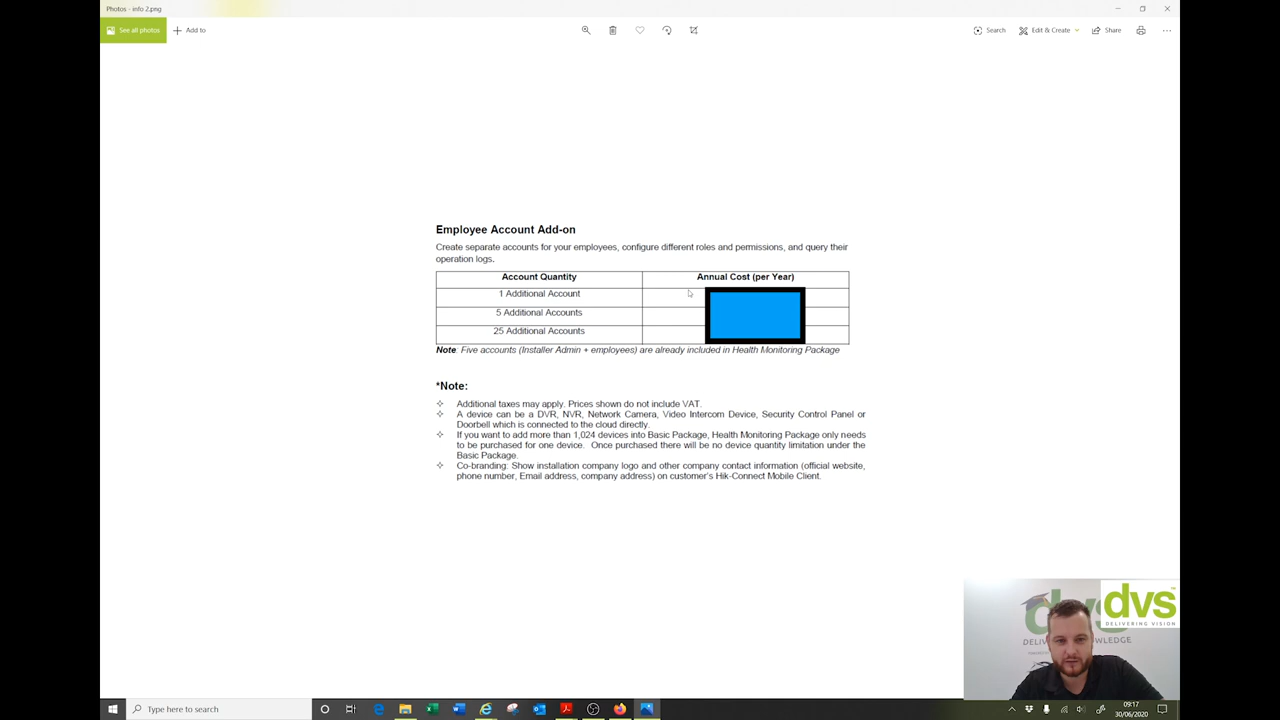 Photos - info 2.png
See all photos
Add to
Search
Edit & Create
Share
Employee Account Add-on
Create separate accounts for your employees, configure different roles and permissions, and query their
operation logs.
Account Quantity
Annual Cost (per Year)
1 Additional Account
5 Additional Accounts
25 Additional Accounts
Note: Five accounts (Installer Admin + employees) are already included in Health Monitoring Package
*Note:
Additional taxes may apply. Prices shown do not include VAT.
A device can be a DVR, NVR, Network Camera, Video Intercom Device, Security Control Panel or
Doorbell which is connected to the cloud directly.
If you want to add more than 1,024 devices into Basic Package, Health Monitoring Package only needs
to be purchased for one device. Once purchased there will be no device quantity limitation under the
Basic Package.
Co-branding: Show installation company logo and other company contact information (official website,
phone number, Email address, company address) on customer's Hik-Connect Mobile Client.
dvs
DELIVERING VISION
Type here to search
09:17
30/06/2020